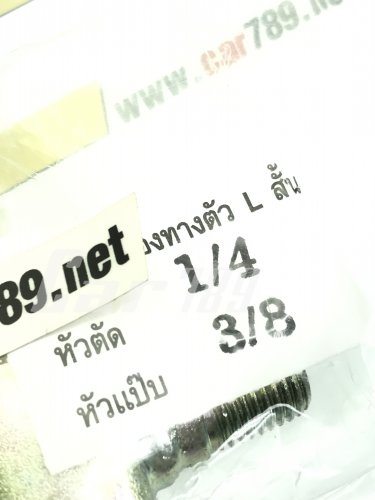 www.car789.net
องทางตัว L สั้น
89.net
1/4
หัวตัด
3/8
หัวแป๊บ